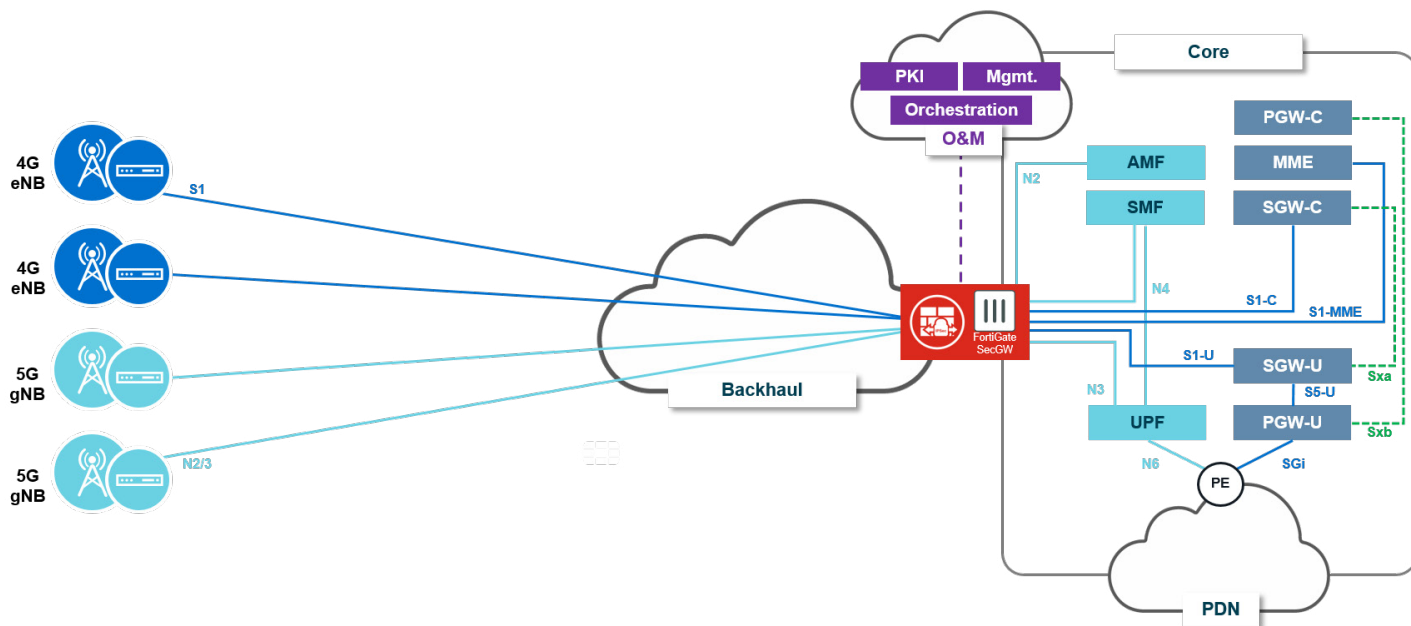 Core
PKI
Mgmt.
Orchestration
O&M
PGW-C
4G
eNB
S1
N2
AMF
MME
SMF
SGW-C
4G
eNB
N4
S1-C
S1-MME
FortiGate
SecGW
S1-U
SGW-U
Sxa
5G
gNB
Backhaul
N3
S5-U
UPF
PGW-U
Sxb
5G
gNB
N2/3
N6
SGi
PE
PDN